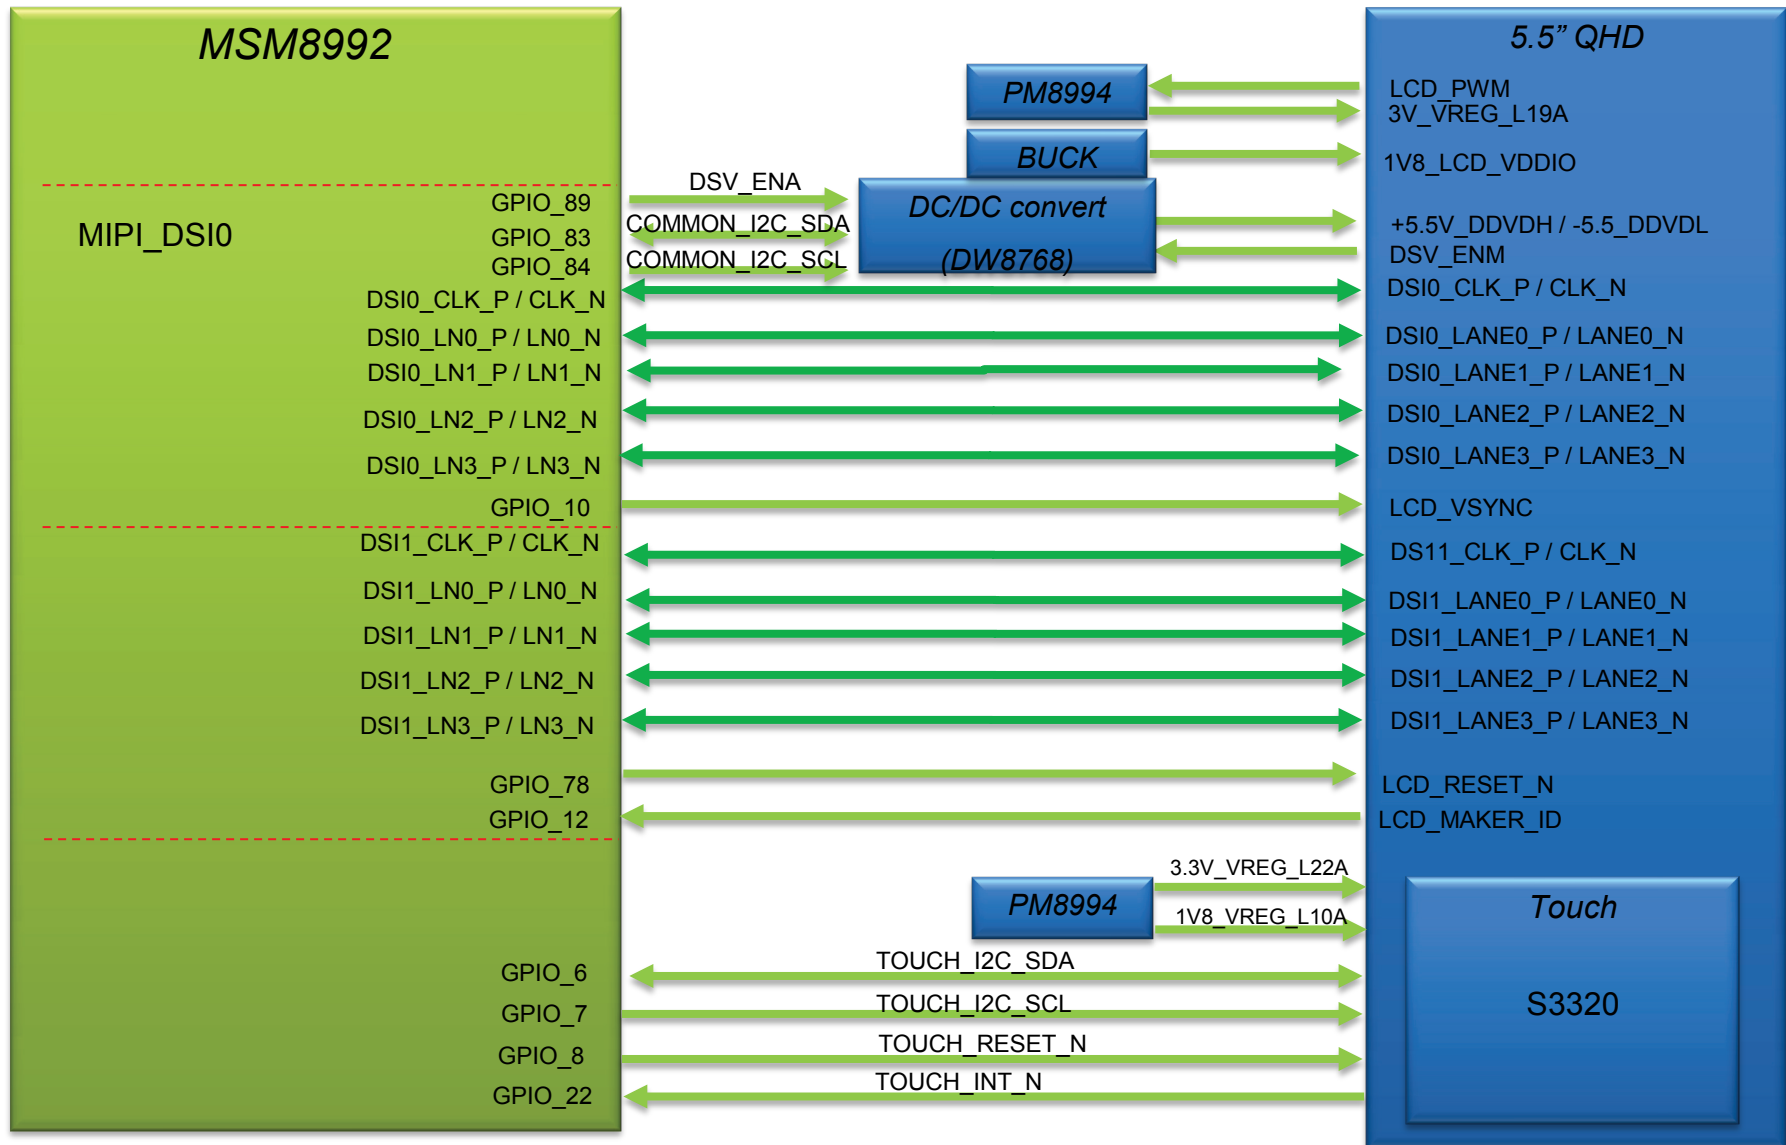 MSM8992
5.5” QHD
PM8994
LCD_PWM
3V_VREG_L19A
BUCK
1V8_LCD_VDDIO
MIPI_DSI0
GPIO_89
DSV_ENA
DC/DC convert
(DW8768)
+5.5V_DDVDH / -5.5_DDVDL
GPIO_83
COMMON_I2C_SDA
DSV_ENM
GPIO_84
COMMON_I2C_SCL
DSI0_CLK_P / CLK_N
DSI0_CLK_P / CLK_N
DSI0_LN0_P / LN0_N
DSI0_LANE0_P / LANE0_N
DSI0_LN1_P / LN1_N
DSI0_LANE1_P / LANE1_N
DSI0_LN2_P / LN2_N
DSI0_LANE2_P / LANE2_N
DSI0_LN3_P / LN3_N
DSI0_LANE3_P / LANE3_N
GPIO_10
LCD_VSYNC
DSI1_CLK_P / CLK_N
DS11_CLK_P / CLK_N
DSI1_LN0_P / LN0_N
DSI1_LANE0_P / LANE0_N
DSI1_LN1_P / LN1_N
DSI1_LANE1_P / LANE1_N
DSI1_LN2_P / LN2_N
DSI1_LANE2_P / LANE2_N
DSI1_LN3_P / LN3_N
DSI1_LANE3_P / LANE3_N
GPIO_78
LCD_RESET_N
GPIO_12
LCD_MAKER_ID
PM8994
3.3V_VREG_L22A
1V8_VREG_L10A
Touch
S3320
GPIO_6
TOUCH_I2C_SDA
GPIO_7
TOUCH_I2C_SCL
GPIO_8
TOUCH_RESET_N
GPIO_22
TOUCH_INT_N